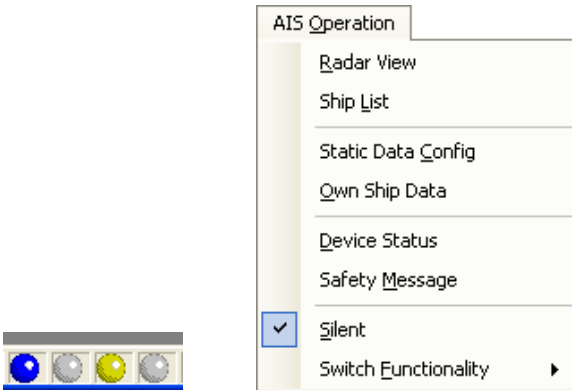 AIS Operation
Radar View
Ship List
Static Data Config
Own Ship Data
Device Status
Safety Message
Silent
Switch Functionality